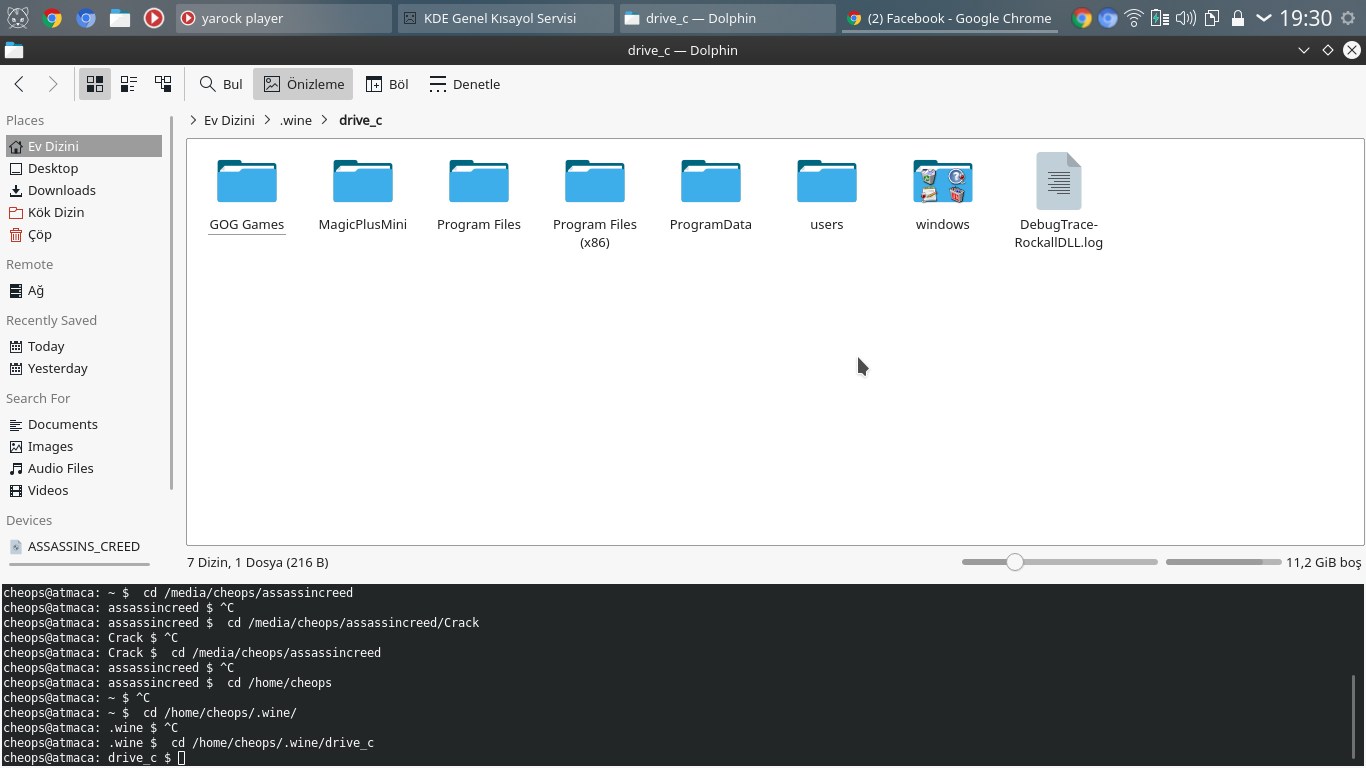 yarock player
KDE Genel Kısayol Servisi
drive_c — Dolphin
(2) Facebook - Google Chrome
19:30
drive_c — Dolphin
Bul
Önizleme
Böl
Denetle
Places
Ev Dizini
Desktop
Downloads
Kök Dizin
Çöp
Remote
Ağ
Recently Saved
Today
Yesterday
Search For
Documents
Images
Audio Files
Videos
Devices
ASSASSINS_CREED
Ev Dizini > .wine > drive_c
GOG Games
MagicPlusMini
Program Files
Program Files
(x86)
ProgramData
users
windows
DebugTrace-
RockallDLL.log
7 Dizin, 1 Dosya (216 B)
11,2 GiB boş
cheops@atmaca: ~ $  cd /media/cheops/assassincreed
cheops@atmaca: assassincreed $ ^C
cheops@atmaca: assassincreed $  cd /media/cheops/assassincreed/Crack
cheops@atmaca: Crack $ ^C
cheops@atmaca: Crack $  cd /media/cheops/assassincreed
cheops@atmaca: assassincreed $ ^C
cheops@atmaca: assassincreed $  cd /home/cheops
cheops@atmaca: ~ $ ^C
cheops@atmaca: ~ $  cd /home/cheops/.wine/
cheops@atmaca: .wine $ ^C
cheops@atmaca: .wine $  cd /home/cheops/.wine/drive_c
cheops@atmaca: drive_c $